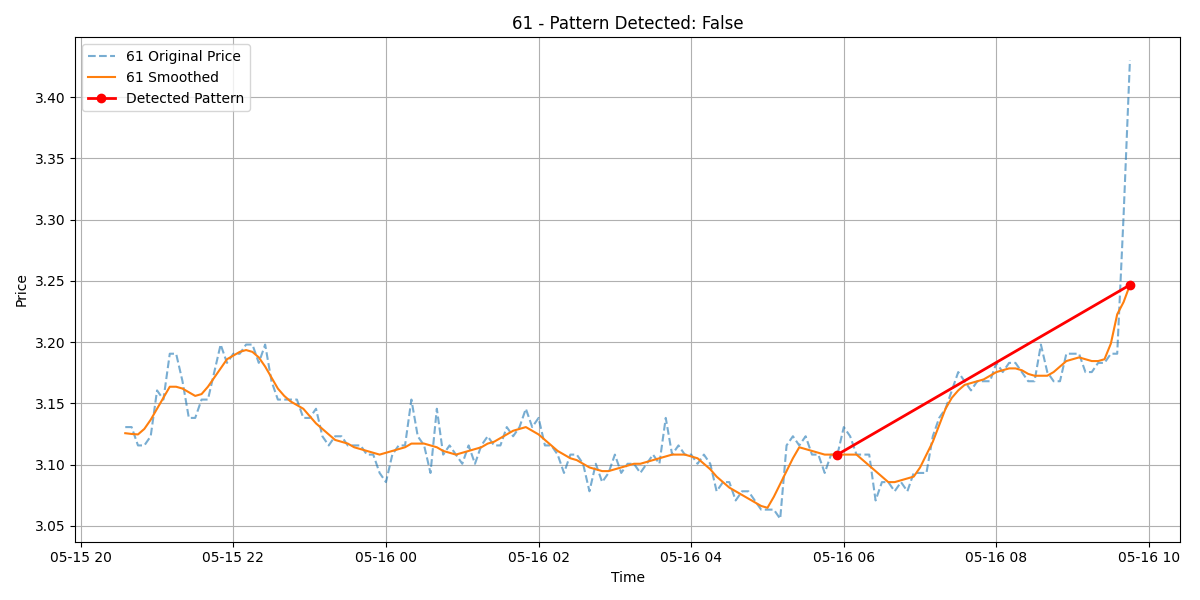 61 - Pattern Detected: False
61 Original Price
61 Smoothed
Detected Pattern
Price
3.40
3.35
3.30
3.25
3.20
3.15
3.10
3.05
05-15 20 05-15 22 05-16 00 05-16 02 05-16 04 05-16 06 05-16 08 05-16 10
Time